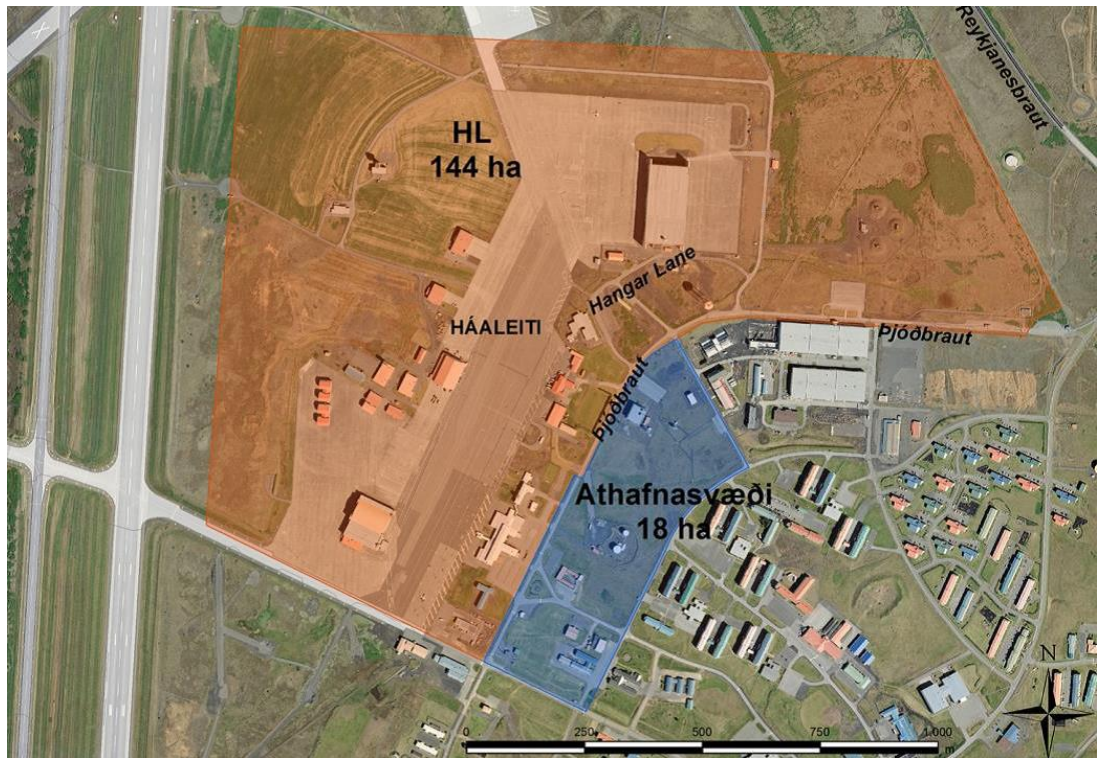 Reykjanesbraut
HL
144 ha
Hangar Lane
HÁALEITI
Þjóðbraut
Þjóðbraut
Athafnasvæði
18 ha
N
0 250 500 750 1.000
m